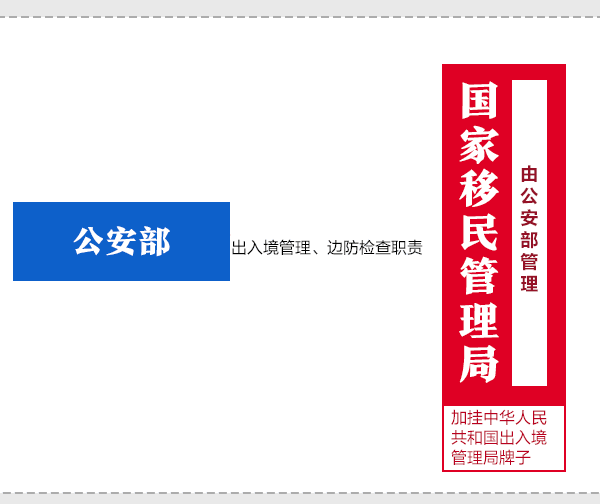 公安部
出入境管理、边防检查职责
国家移民管理局
由公安部管理
加挂中华人民
共和国出入境
管理局牌子